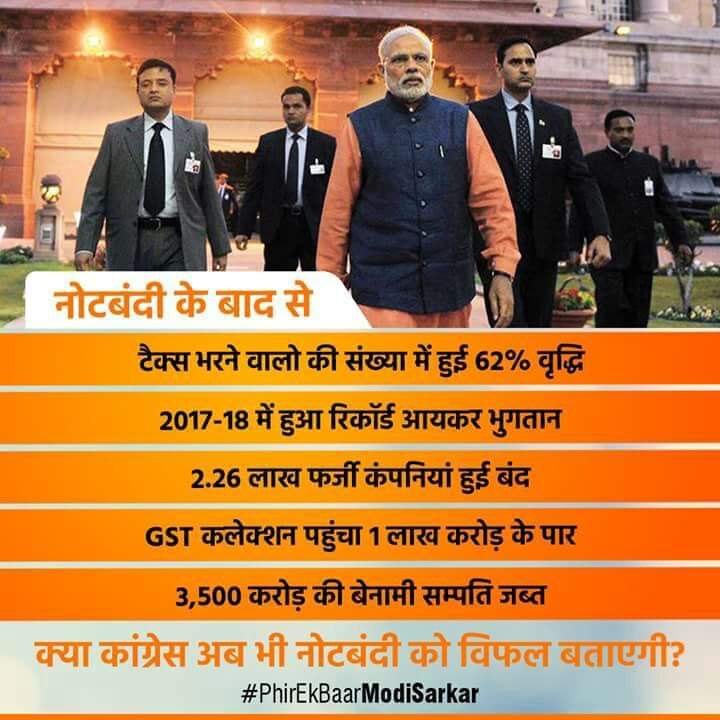 नोटबंदी के बाद से
टैक्स भरने वालो की संख्या में हुई 62% वृद्धि
2017-18 में हुआ रिकॉर्ड आयकर भुगतान
2.26 लाख फर्जी कंपनियां हुई बंद
GST कलेक्शन पहुंचा 1 लाख करोड़ के पार
3,500 करोड़ की बेनामी सम्पति जब्त
क्या कांग्रेस अब भी नोटबंदी को विफल बताएगी?
#PhirEkBaarModiSarkar